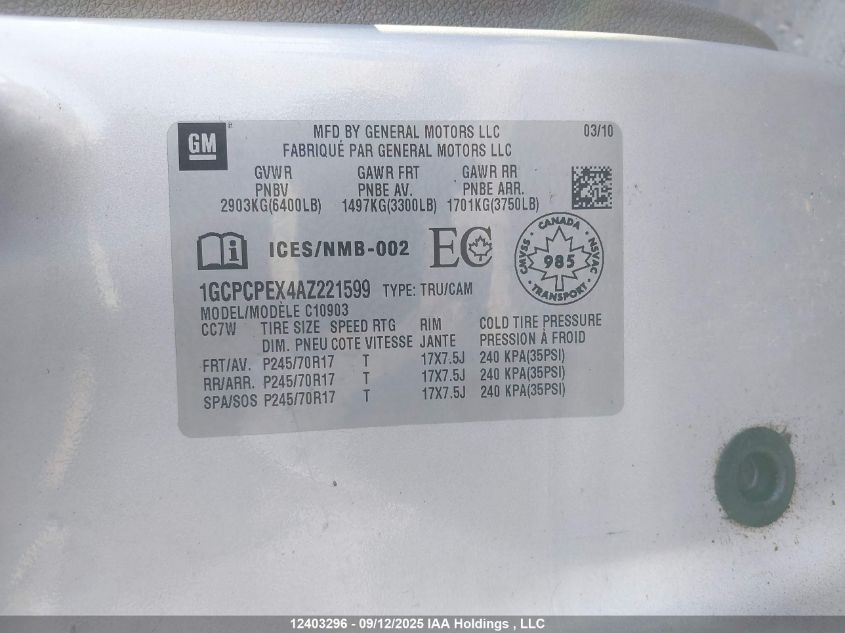 GM
MFD BY GENERAL MOTORS LLC 03/10
FABRIQUÉ PAR GENERAL MOTORS LLC
GVWR GAWR FRT GAWR RR
PNBV PNBE AV. PNBE ARR.
2903KG(6400LB) 1497KG(3300LB) 1701KG(3750LB)
ICES/NMB-002 EC
CANADA
CMVSS 985 NSVAC
TRANSPORT
1GCPCPEX4AZ221599 TYPE: TRU/CAM
MODEL/MODÈLE C10903
CC7W TIRE SIZE SPEED RTG RIM COLD TIRE PRESSURE
DIM. PNEU COTE VITESSE JANTE PRESSION À FROID
FRT/AV. P245/70R17 T 17X7.5J 240 KPA(35PSI)
RR/ARR. P245/70R17 T 17X7.5J 240 KPA(35PSI)
SPA/SOS P245/70R17 T 17X7.5J 240 KPA(35PSI)
12403296 - 09/12/2025 IAA Holdings , LLC